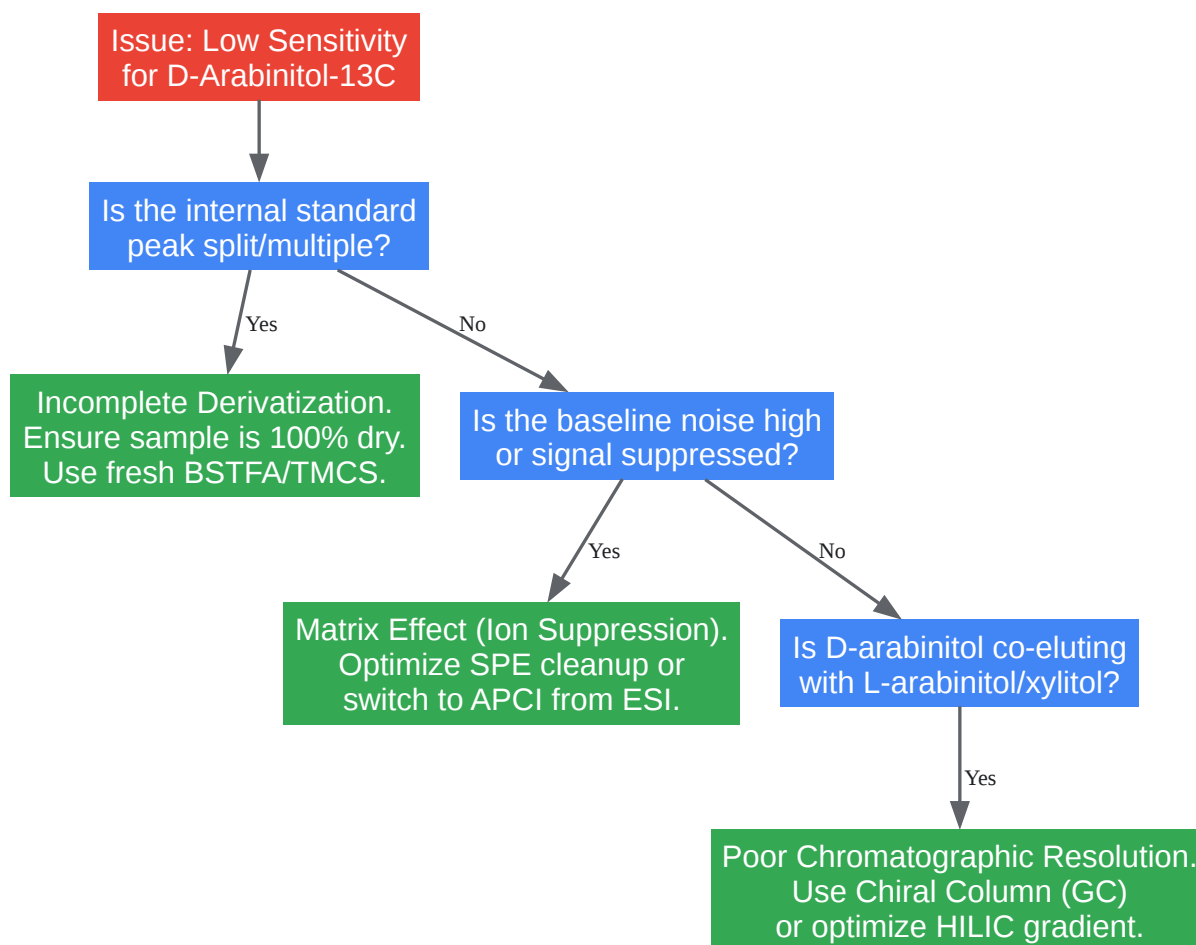 Issue: Low Sensitivity
for D-Arabinitol-13C
Is the internal standard
peak split/multiple?
Yes
No
Incomplete Derivatization.
Ensure sample is 100% dry.
Use fresh BSTFA/TMCS.
Is the baseline noise high
or signal suppressed?
Yes
No
Matrix Effect (Ion Suppression).
Optimize SPE cleanup or
switch to APCI from ESI.
Is D-arabinitol co-eluting
with L-arabinitol/xylitol?
Yes
Poor Chromatographic Resolution.
Use Chiral Column (GC)
or optimize HILIC gradient.